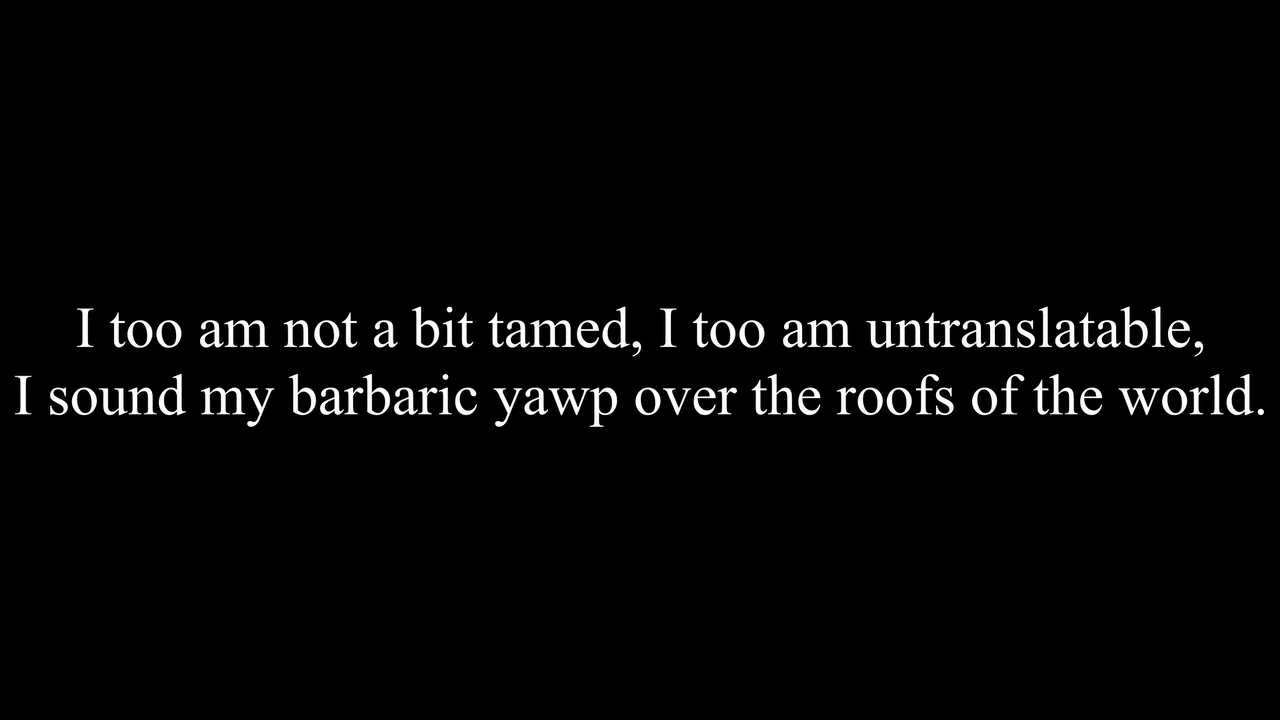 I too am not a bit tamed, I too am untranslatable,
I sound my barbaric yawp over the roofs of the world.